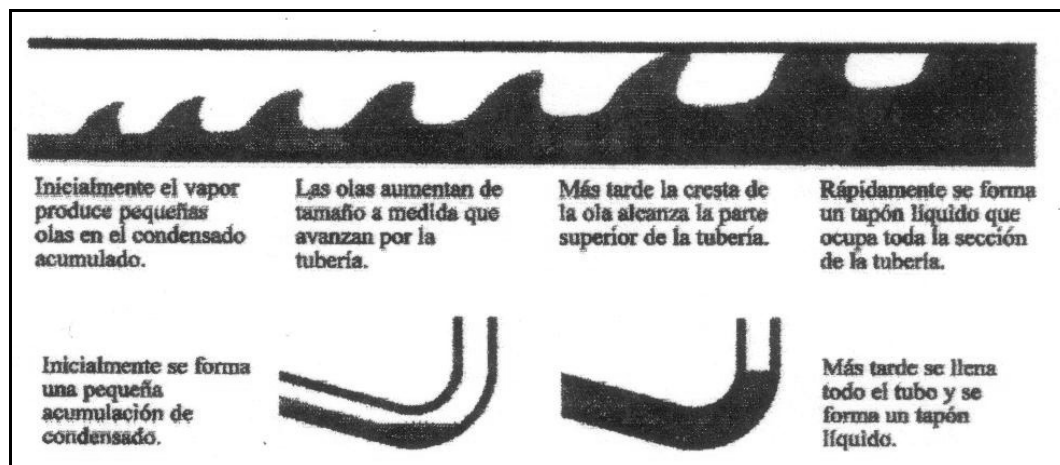 Inicialmente el vapor
produce pequeñas
olas en el condensado
acumulado.
Las olas aumentan de
tamaño a medida que
avanzan por la
tubería.
Más tarde la cresta de
la ola alcanza la parte
superior de la tubería.
Rápidamente se forma
un tapón líquido que
ocupa toda la sección
de la tubería.
Inicialmente se forma
una pequeña
acumulación de
condensado.
Más tarde se llena
todo el tubo y se
forma un tapón
líquido.